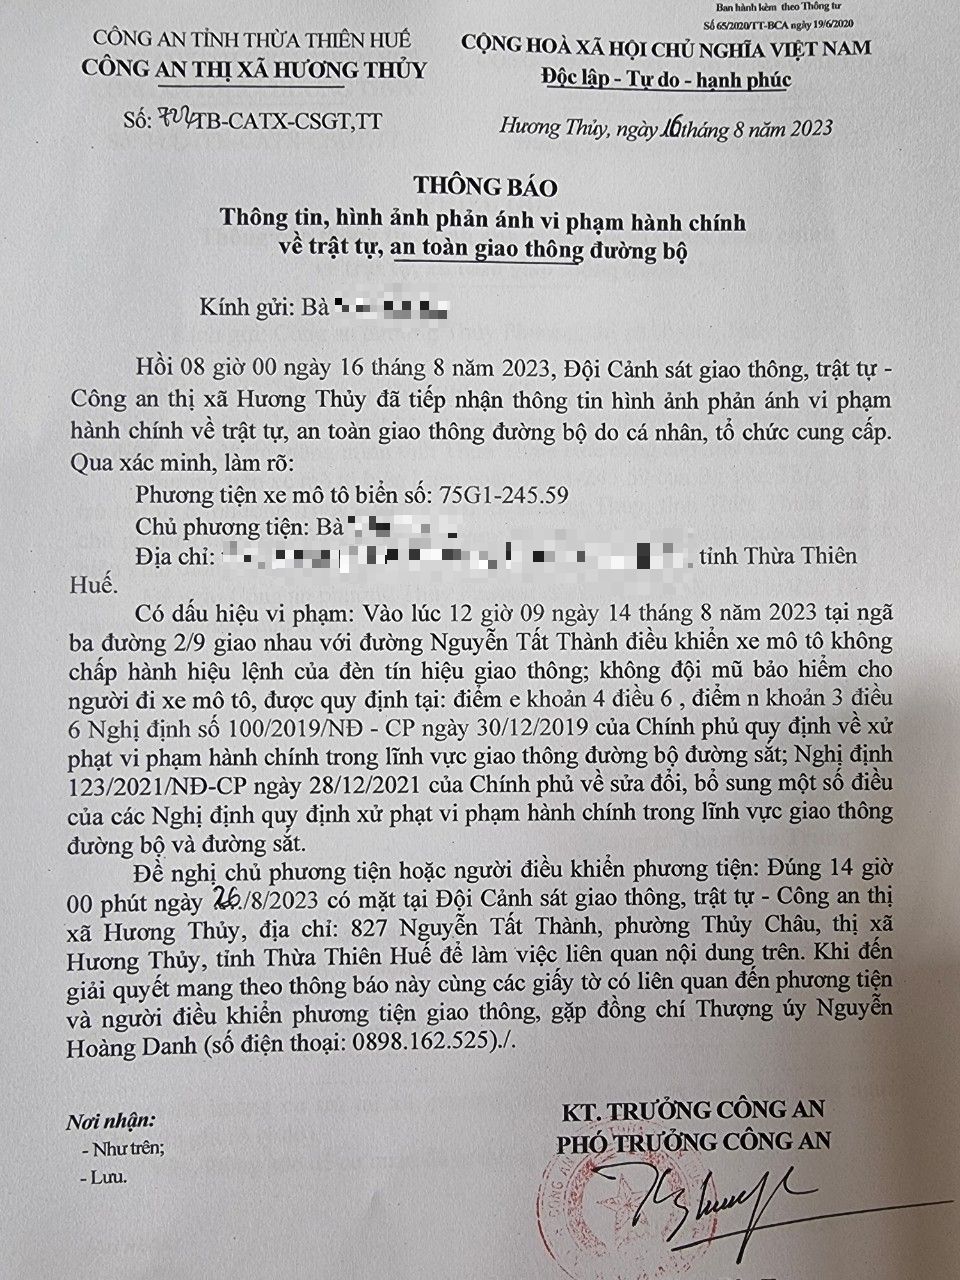 Ban hành kèm theo Thông tư
Số 65/2020/TT-BCA ngày 19/6/2020
CÔNG AN TỈNH THỪA THIÊN HUẾ
CÔNG AN THỊ XÃ HƯƠNG THỦY
CỘNG HOÀ XÃ HỘI CHỦ NGHĨA VIỆT NAM
Độc lập - Tự do - hạnh phúc
Số: /TB-CATX-CSGT,TT
Hương Thủy, ngày 16 tháng 8 năm 2023
THÔNG BÁO
Thông tin, hình ảnh phản ánh vi phạm hành chính
về trật tự, an toàn giao thông đường bộ
Kính gửi: Bà
Hồi 08 giờ 00 ngày 16 tháng 8 năm 2023, Đội Cảnh sát giao thông, trật tự -
Công an thị xã Hương Thủy đã tiếp nhận thông tin hình ảnh phản ánh vi phạm
hành chính về trật tự, an toàn giao thông đường bộ do cá nhân, tổ chức cung cấp.
Qua xác minh, làm rõ:
Phương tiện xe mô tô biển số: 75G1-245.59
Chủ phương tiện: Bà
Địa chỉ: tỉnh Thừa Thiên
Huế.
Có dấu hiệu vi phạm: Vào lúc 12 giờ 09 ngày 14 tháng 8 năm 2023 tại ngã
ba đường 2/9 giao nhau với đường Nguyễn Tất Thành điều khiển xe mô tô không
chấp hành hiệu lệnh của đèn tín hiệu giao thông; không đội mũ bảo hiểm cho
người đi xe mô tô, được quy định tại: điểm e khoản 4 điều 6 , điểm n khoản 3 điều
6 Nghị định số 100/2019/NĐ - CP ngày 30/12/2019 của Chính phủ quy định về xử
phạt vi phạm hành chính trong lĩnh vực giao thông đường bộ đường sắt; Nghị định
123/2021/NĐ-CP ngày 28/12/2021 của Chính phủ về sửa đổi, bổ sung một số điều
của các Nghị định quy định xử phạt vi phạm hành chính trong lĩnh vực giao thông
đường bộ và đường sắt.
Đề nghị chủ phương tiện hoặc người điều khiển phương tiện: Đúng 14 giờ
00 phút ngày 26/8/2023 có mặt tại Đội Cảnh sát giao thông, trật tự - Công an thị
xã Hương Thủy, địa chỉ: 827 Nguyễn Tất Thành, phường Thủy Châu, thị xã
Hương Thủy, tỉnh Thừa Thiên Huế để làm việc liên quan nội dung trên. Khi đến
giải quyết mang theo thông báo này cùng các giấy tờ có liên quan đến phương tiện
và người điều khiển phương tiện giao thông, gặp đồng chí Thượng úy Nguyễn
Hoàng Danh (số điện thoại: 0898.162.525)./.
Nơi nhận:
- Như trên;
- Lưu.
KT. TRƯỞNG CÔNG AN
PHÓ TRƯỞNG CÔNG AN